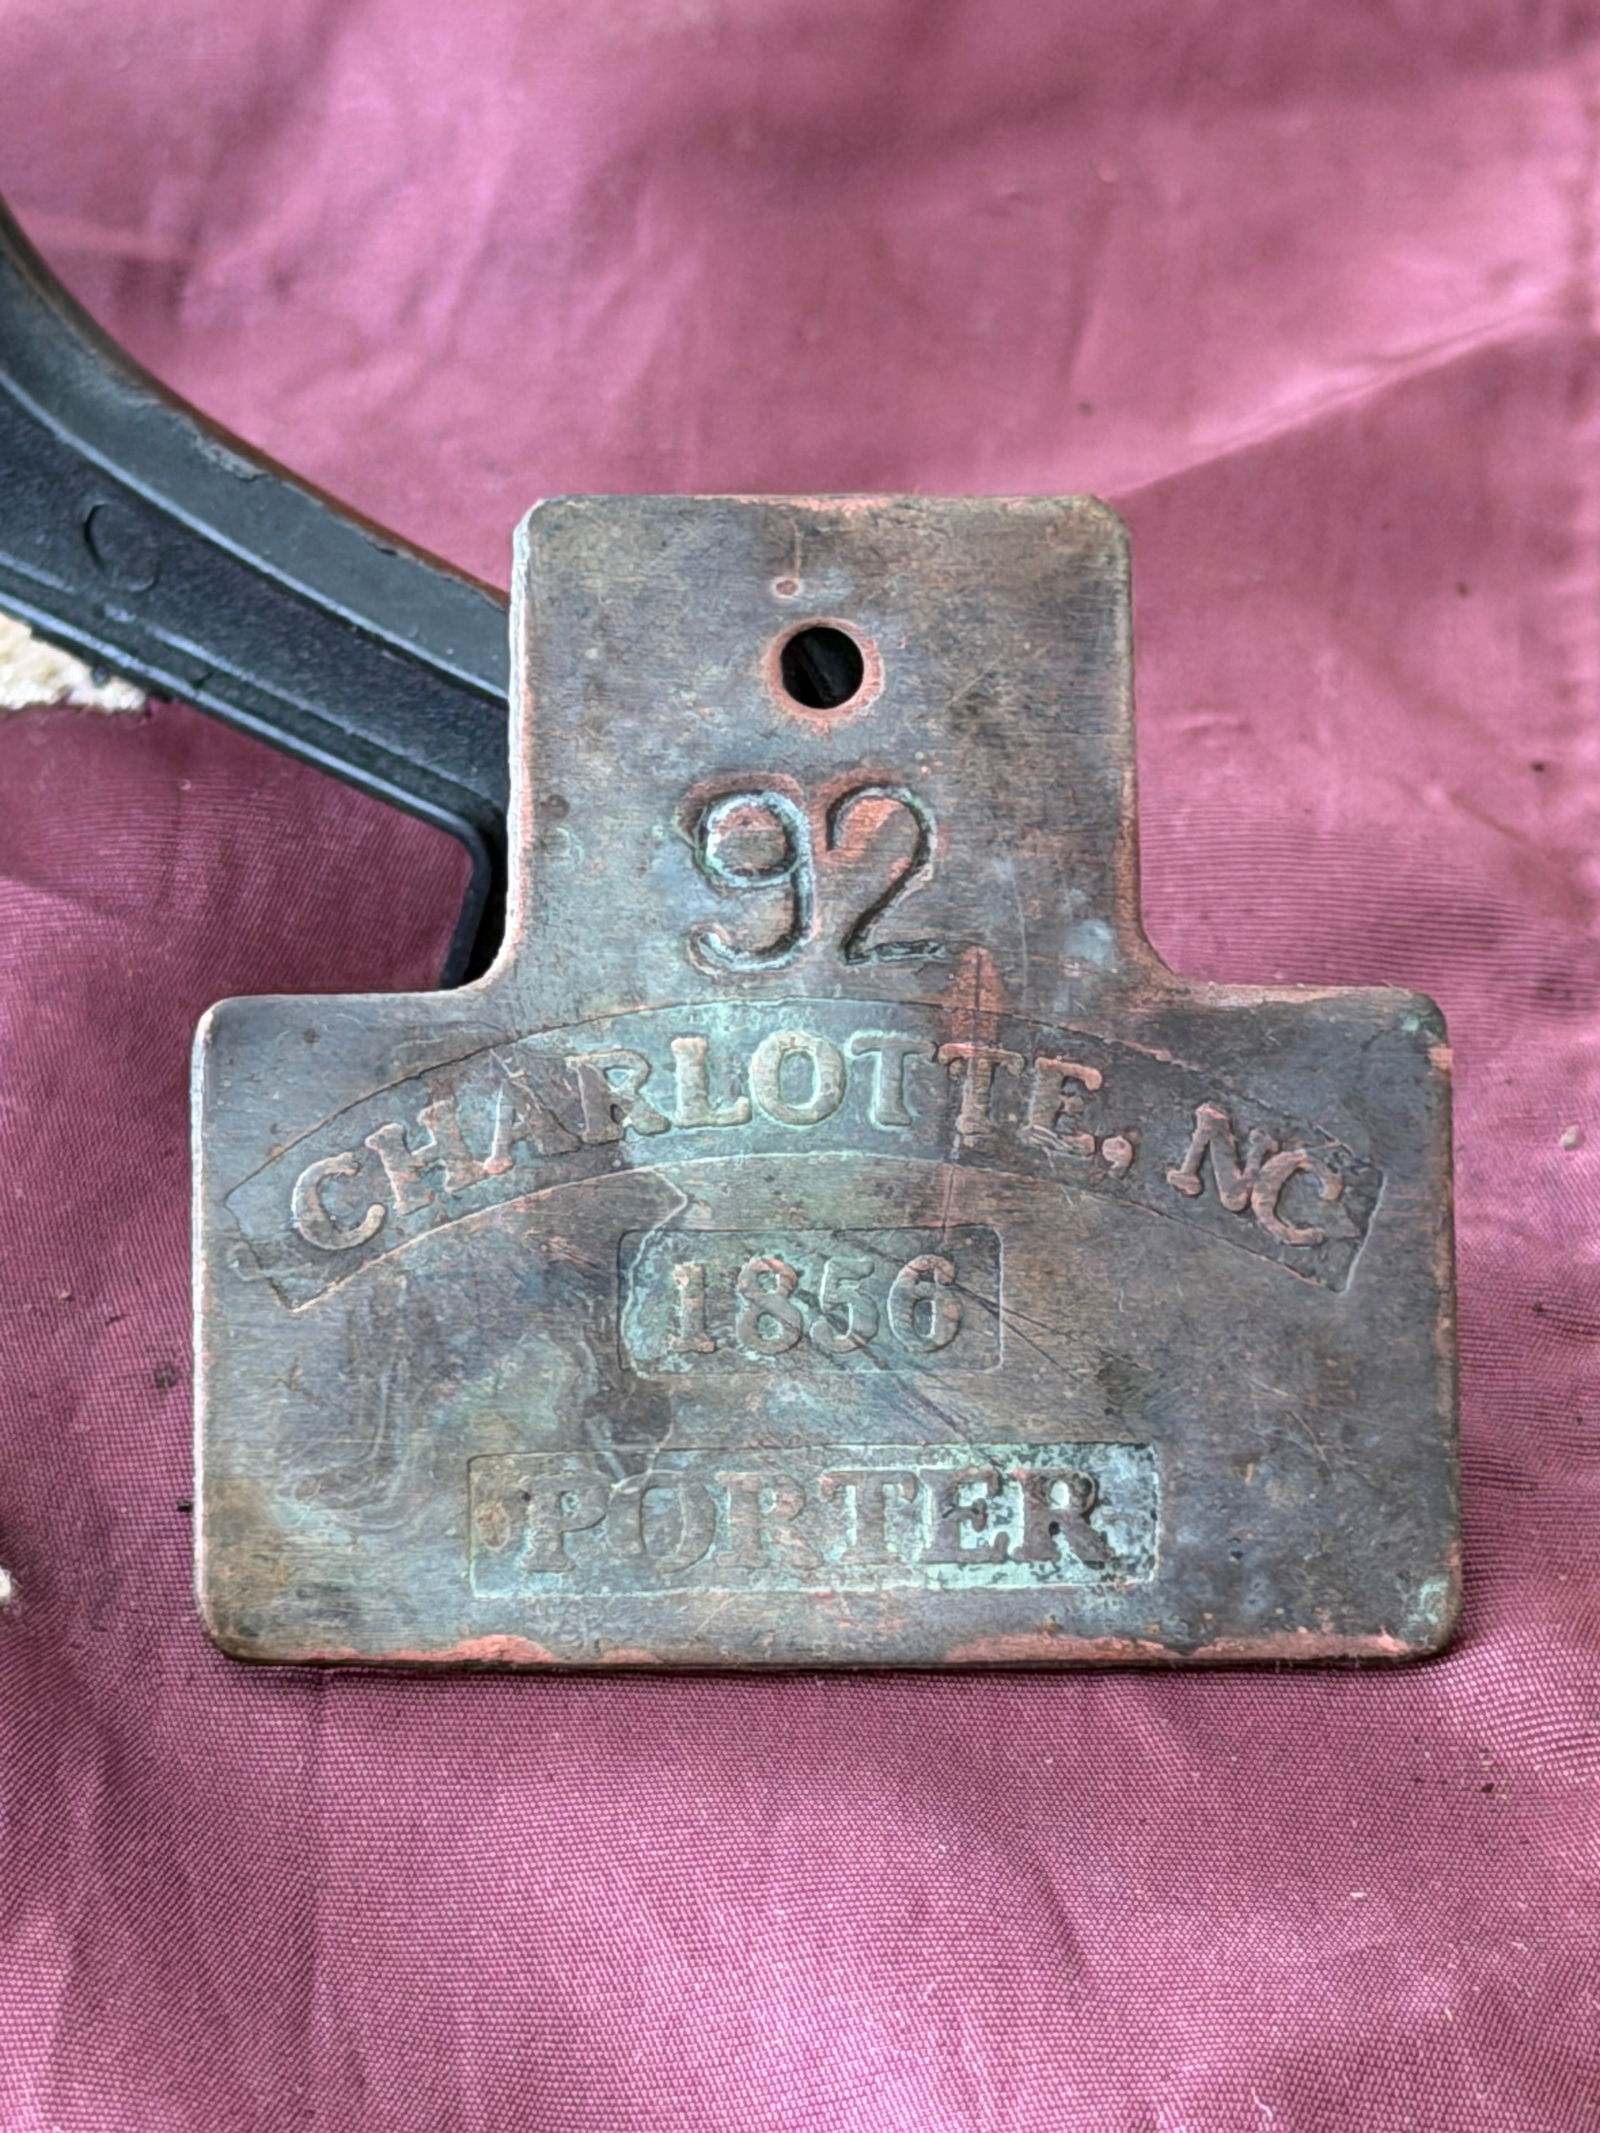 92
CHARLOTTE, NC
1856
PORTER